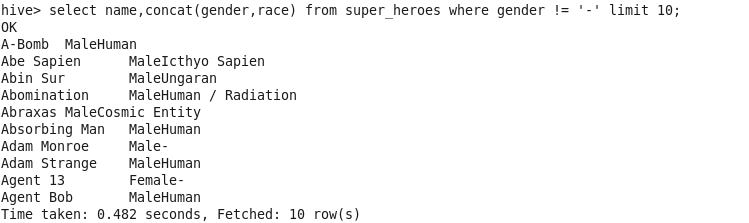 hive> select name,concat(gender,race) from super_heroes where gender != '-' limit 10;
OK
A-Bomb  MaleHuman
Abe Sapien      MaleIcthyo Sapien
Abin Sur        MaleUngaran
Abomination     MaleHuman / Radiation
Abraxas MaleCosmic Entity
Absorbing Man   MaleHuman
Adam Monroe     Male-
Adam Strange    MaleHuman
Agent 13        Female-
Agent Bob       MaleHuman
Time taken: 0.482 seconds, Fetched: 10 row(s)